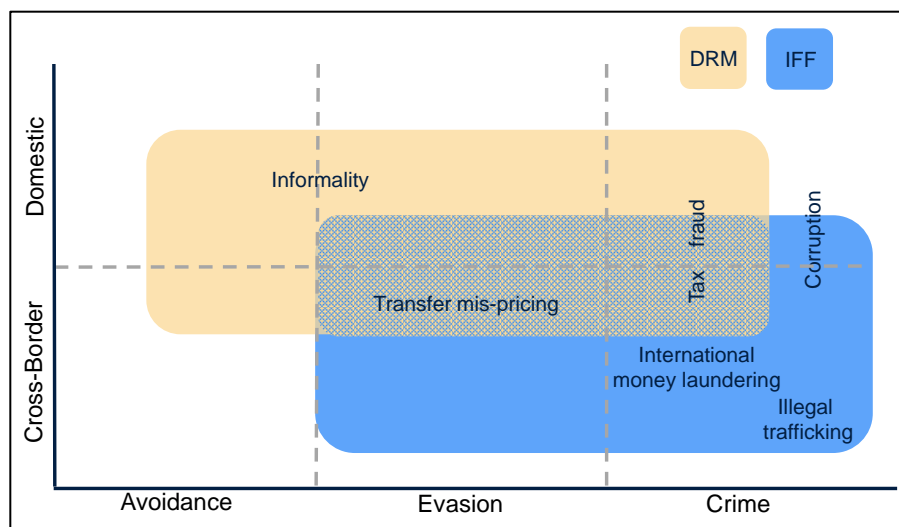 DRM
IFF
Domestic
Informality
Tax fraud
Corruption
Transfer mis-pricing
Cross-Border
International
money laundering
Illegal
trafficking
Avoidance
Evasion
Crime